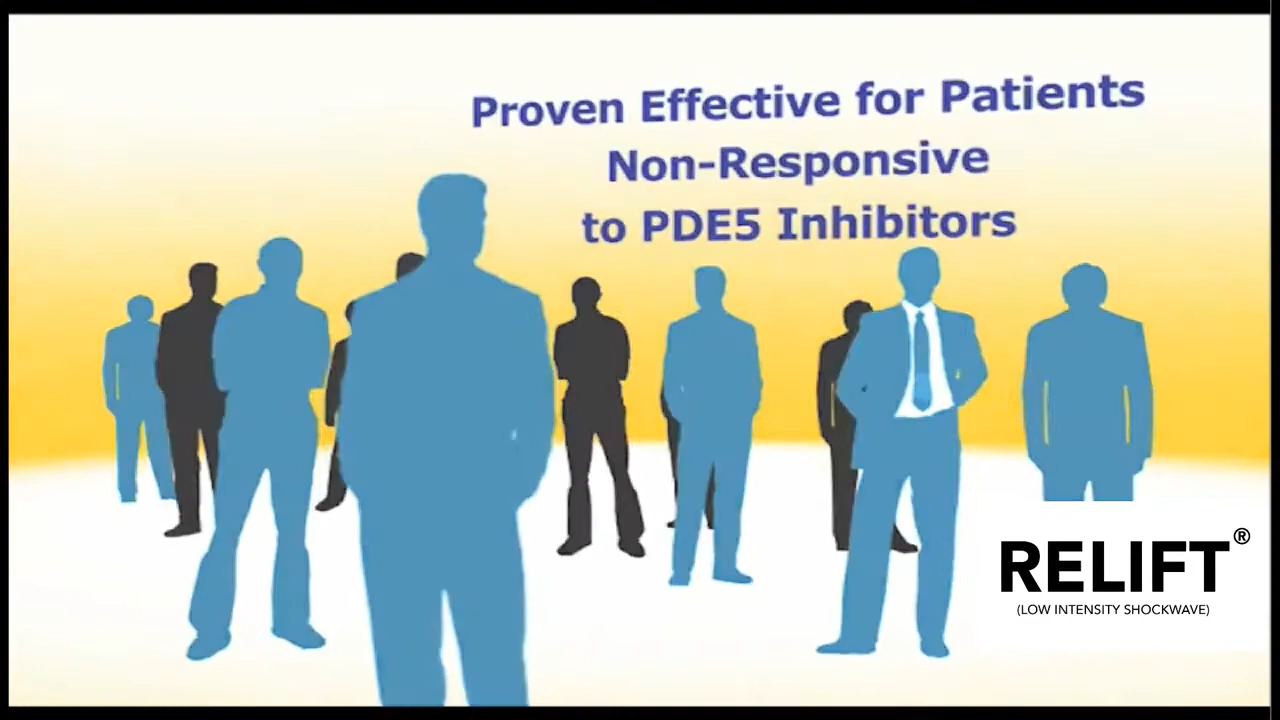 Proven Effective for Patients
Non-Responsive
to PDE5 Inhibitors
RELIFT®
(LOW INTENSITY SHOCKWAVE)